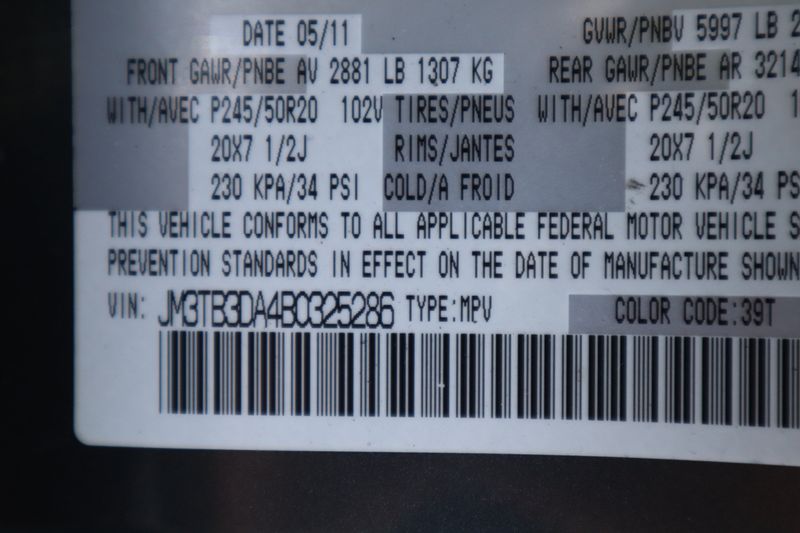 DATE 05/11 GVWR/PNBV 5997 LB
FRONT GAWR/PNBE AV 2881 LB 1307 KG REAR GAWR/PNBE AR 3214
WITH/AVEC P245/50R20 102V TIRES/PNEUS WITH/AVEC P245/50R20
20X7 1/2J RIMS/JANTES 20X7 1/2J
230 KPA/34 PSI COLD/A FROID 230 KPA/34 PS
THIS VEHICLE CONFORMS TO ALL APPLICABLE FEDERAL MOTOR VEHICLE S
PREVENTION STANDARDS IN EFFECT ON THE DATE OF MANUFACTURE SHOWN
VIN: JM3TB3DA4B0325286 TYPE:MPV COLOR CODE:39T